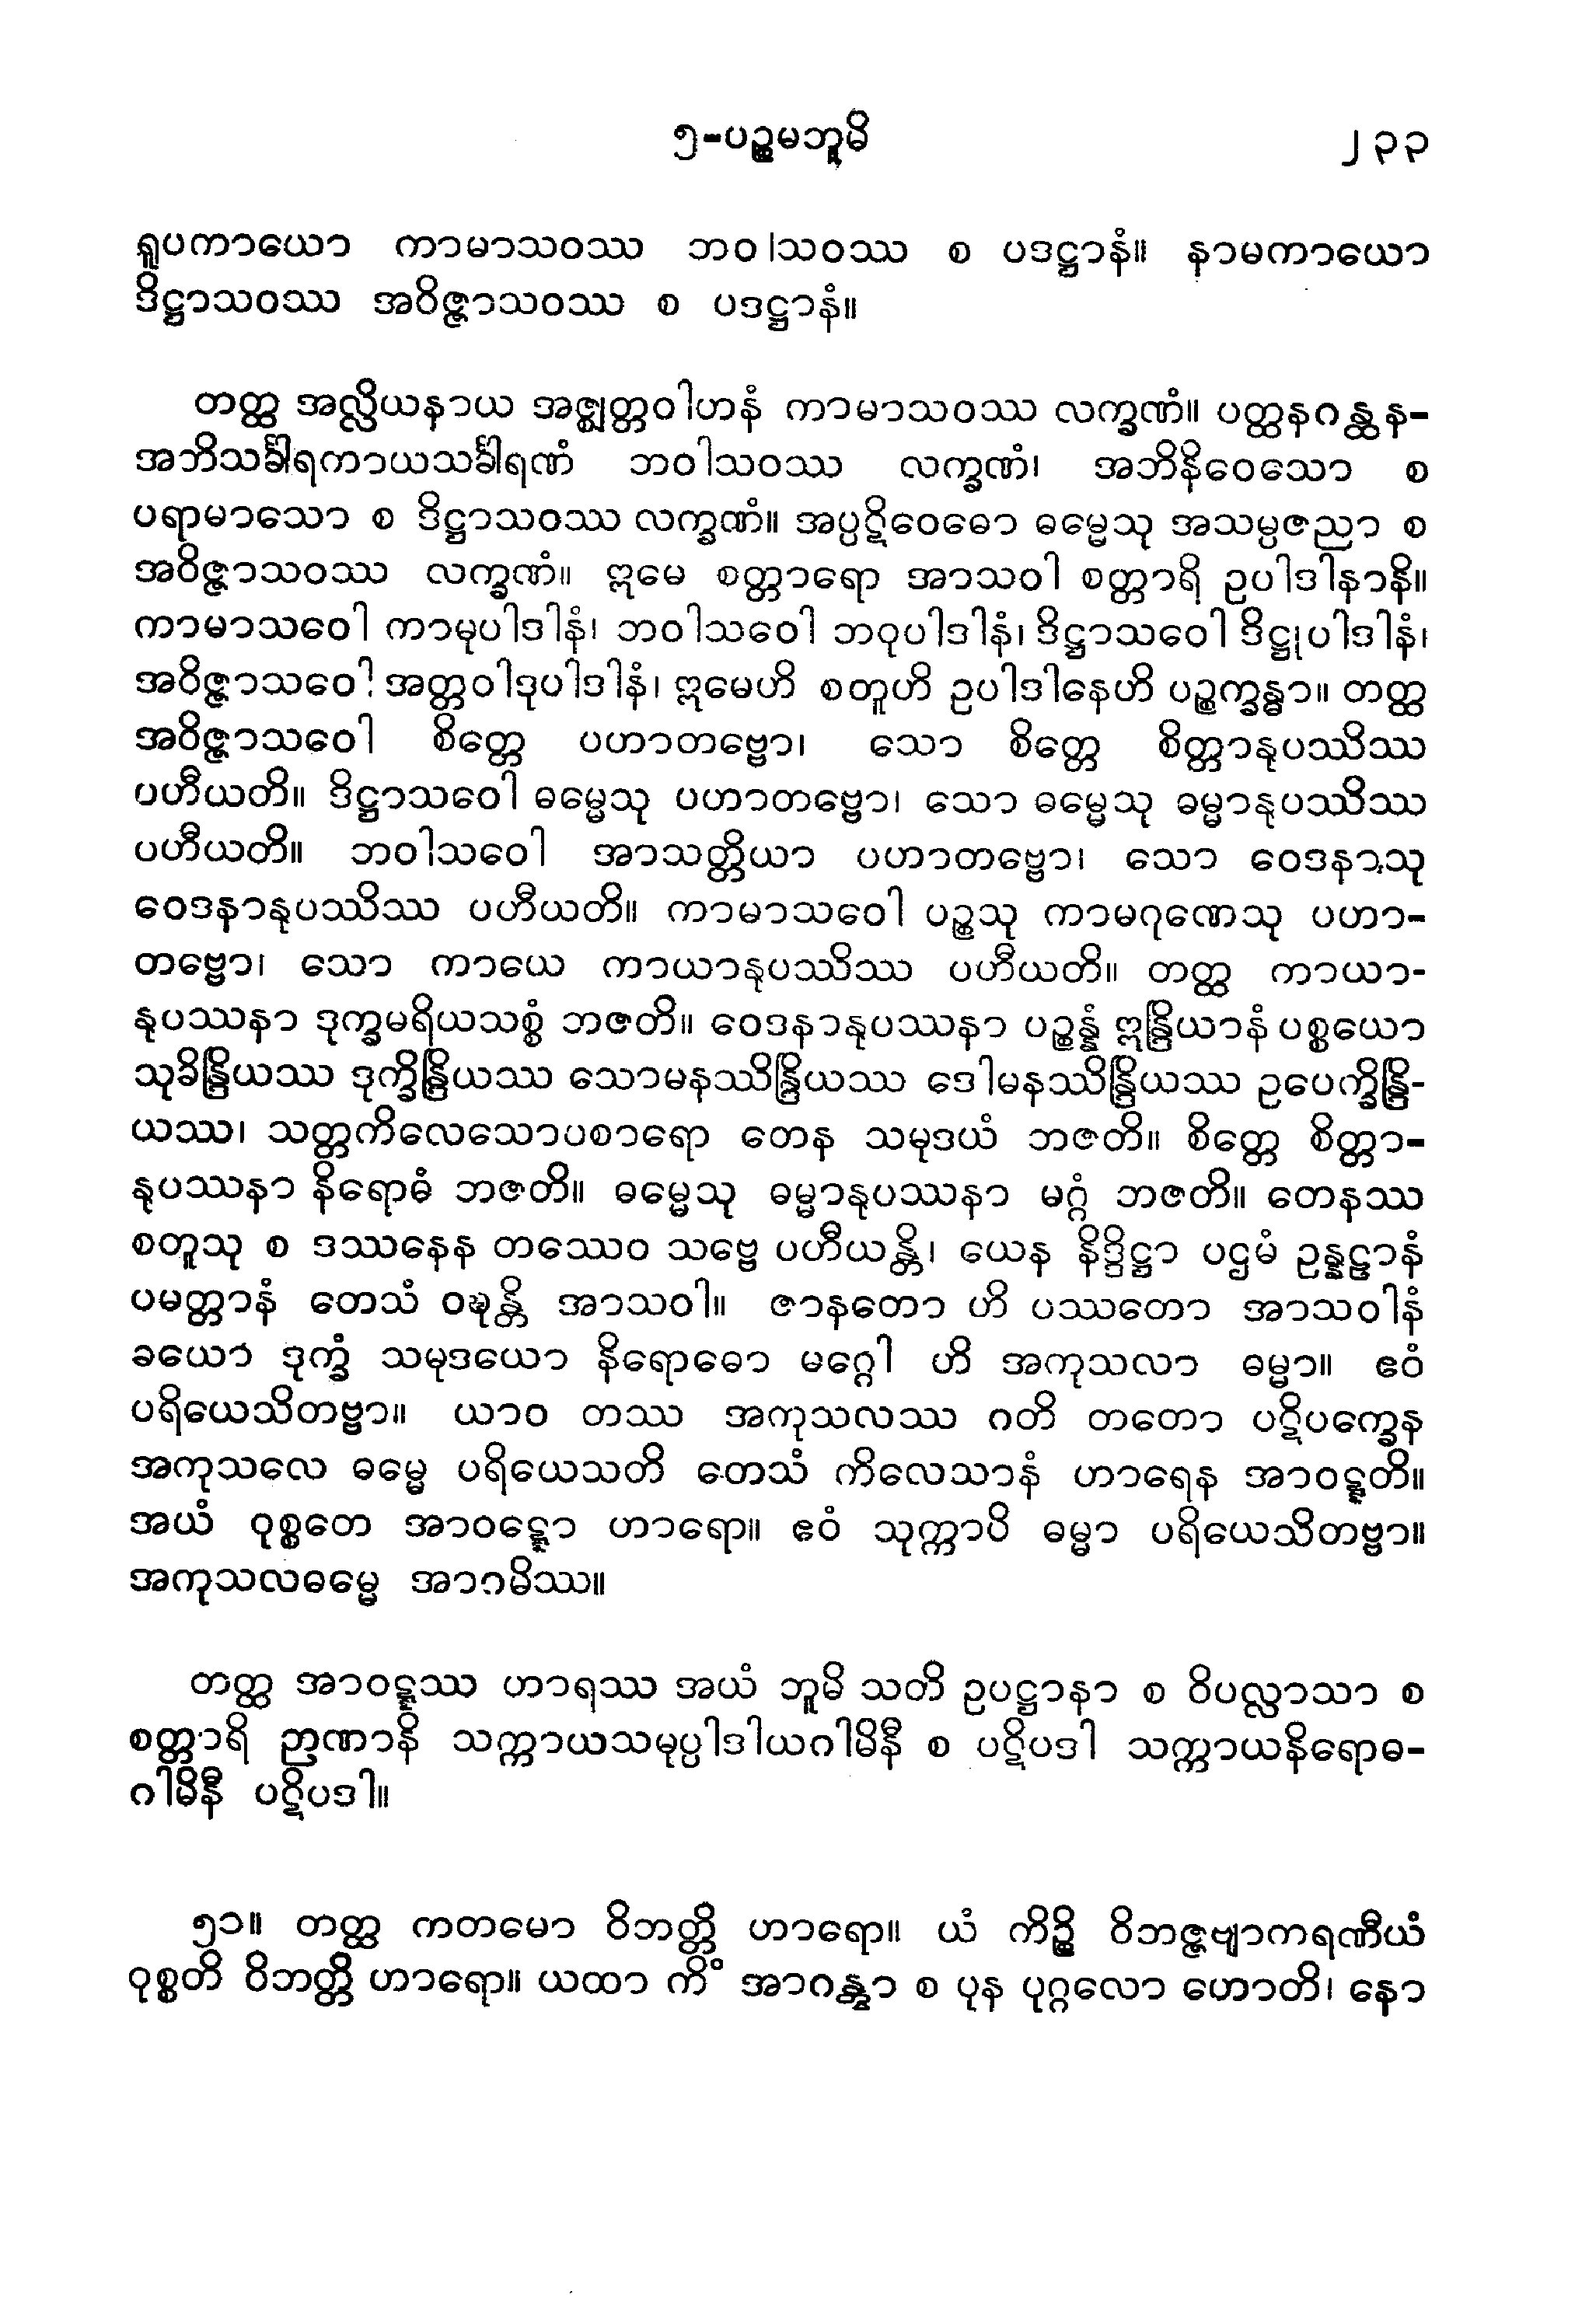 ၅-ပဉ္စမဘူမိ ၂၃၃
ရူပကာယော ကာမာသဝဿ ဘဝါသဝဿ စ ပဒဋ္ဌာနံ။ နာမကာယော
ဒိဋ္ဌာသဝဿ အဝိဇ္ဇာသဝဿ စ ပဒဋ္ဌာနံ။
တတ္ထ အလ္လိယနာယ အဇ္ဈတ္တဝါဟနံ ကာမာသဝဿ လက္ခဏံ။ ပတ္ထနဂန္ထန-
အဘိသင်္ခါရကာယသင်္ခါရဏံ ဘဝါသဝဿ လက္ခဏံ၊ အဘိနိဝေသော စ
ပရာမာသော စ ဒိဋ္ဌာသဝဿ လက္ခဏံ။ အပ္ပဋိဝေဓော ဓမ္မေသု အသမ္ပဇညာ စ
အဝိဇ္ဇာသဝဿ လက္ခဏံ။ ဣမေ စတ္တာရော အာသဝါ စတ္တာရိ ဥပါဒါနာနိ။
ကာမာသဝေါ ကာမုပါဒါနံ၊ ဘဝါသဝေါ ဘဝုပါဒါနံ၊ ဒိဋ္ဌာသဝေါ ဒိဋ္ဌုပါဒါနံ၊
အဝိဇ္ဇာသဝေါ အတ္တဝါဒုပါဒါနံ၊ ဣမေဟိ စတူဟိ ဥပါဒါနေဟိ ပဉ္စက္ခန္ဓာ။ တတ္ထ
အဝိဇ္ဇာသဝေါ စိတ္တေ ပဟာတဗ္ဗော၊ သော စိတ္တေ စိတ္တာနုပဿိဿ
ပဟီယတိ။ ဒိဋ္ဌာသဝေါ ဓမ္မေသု ပဟာတဗ္ဗော၊ သော ဓမ္မေသု ဓမ္မာနုပဿိဿ
ပဟီယတိ။ ဘဝါသဝေါ အာသတ္တိယာ ပဟာတဗ္ဗော၊ သော ဝေဒနာသု
ဝေဒနာနုပဿိဿ ပဟီယတိ။ ကာမာသဝေါ ပဉ္စသု ကာမဂုဏေသု ပဟာ-
တဗ္ဗော၊ သော ကာယေ ကာယာနုပဿိဿ ပဟီယတိ။ တတ္ထ ကာယာ-
နုပဿနာ ဒုက္ခမရိယသစ္စံ ဘဇတိ။ ဝေဒနာနုပဿနာ ပဉ္စန္နံ ဣန္ဒြိယာနံ ပစ္စယော
သုခိန္ဒြိယဿ ဒုက္ခိန္ဒြိယဿ သောမနဿိန္ဒြိယဿ ဒေါမနဿိန္ဒြိယဿ ဥပေက္ခိန္ဒြိ-
ယဿ၊ သတ္တကိလေသောပစာရော တေန သမုဒယံ ဘဇတိ။ စိတ္တေ စိတ္တာ-
နုပဿနာ နိရောဓံ ဘဇတိ။ ဓမ္မေသု ဓမ္မာနုပဿနာ မဂ္ဂံ ဘဇတိ။ တေနဿ
စတူသု စ ဒဿနေန တဿေဝ သဗ္ဗေ ပဟီယန္တိ၊ ယေန နိဒ္ဒိဋ္ဌာ ပဌမံ ဥန္နဠာနံ
ပမတ္တာနံ တေသံ ဝဍ္ဎန္တိ အာသဝါ။ ဇာနတော ဟိ ပဿတော အာသဝါနံ
ခယော ဒုက္ခံ သမုဒယော နိရောဓော မဂ္ဂေါ ဟိ အကုသလာ ဓမ္မာ။ ဧဝံ
ပရိယေသိတဗ္ဗာ။ ယာဝ တဿ အကုသလဿ ဂတိ တတော ပဋိပက္ခေန
အကုသလေ ဓမ္မေ ပရိယေသတိ တေသံ ကိလေသာနံ ဟာရေန အာဝဋ္ဋတိ။
အယံ ဝုစ္စတေ အာဝဋ္ဋော ဟာရော။ ဧဝံ သုက္ကာပိ ဓမ္မာ ပရိယေသိတဗ္ဗာ။
အကုသလဓမ္မေ အာဂမိဿ။
တတ္ထ အာဝဋ္ဋဿ ဟာရဿ အယံ ဘူမိ သတိ ဥပဋ္ဌာနာ စ ဝိပလ္လာသာ စ
စတ္တာရိ ဉာဏာနိ သက္ကာယသမုပ္ပါဒါယဂါမိနီ စ ပဋိပဒါ သက္ကာယနိရောဓ-
ဂါမိနီ ပဋိပဒါ။
၅၁။ တတ္ထ ကတမော ဝိဘတ္တိ ဟာရော။ ယံ ကိဉ္စိ ဝိဘဇ္ဇဗျာကရဏီယံ
ဝုစ္စတိ ဝိဘတ္တိ ဟာရော။ ယထာ ကိံ အာဂန္တွာ စ ပုန ပုဂ္ဂလော ဟောတိ၊ နော